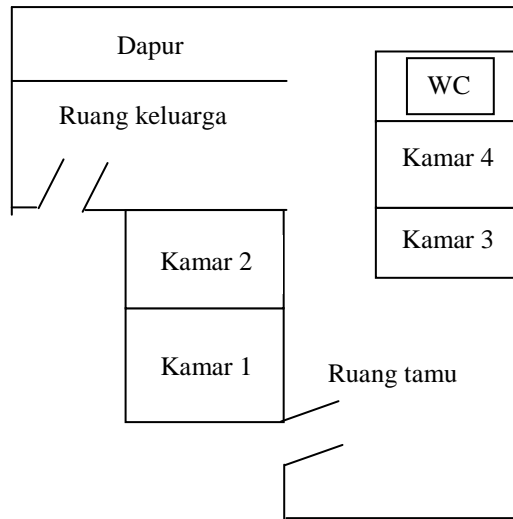 Dapur
WC
Ruang keluarga
Kamar 4
Kamar 3
Kamar 2
Kamar 1
Ruang tamu